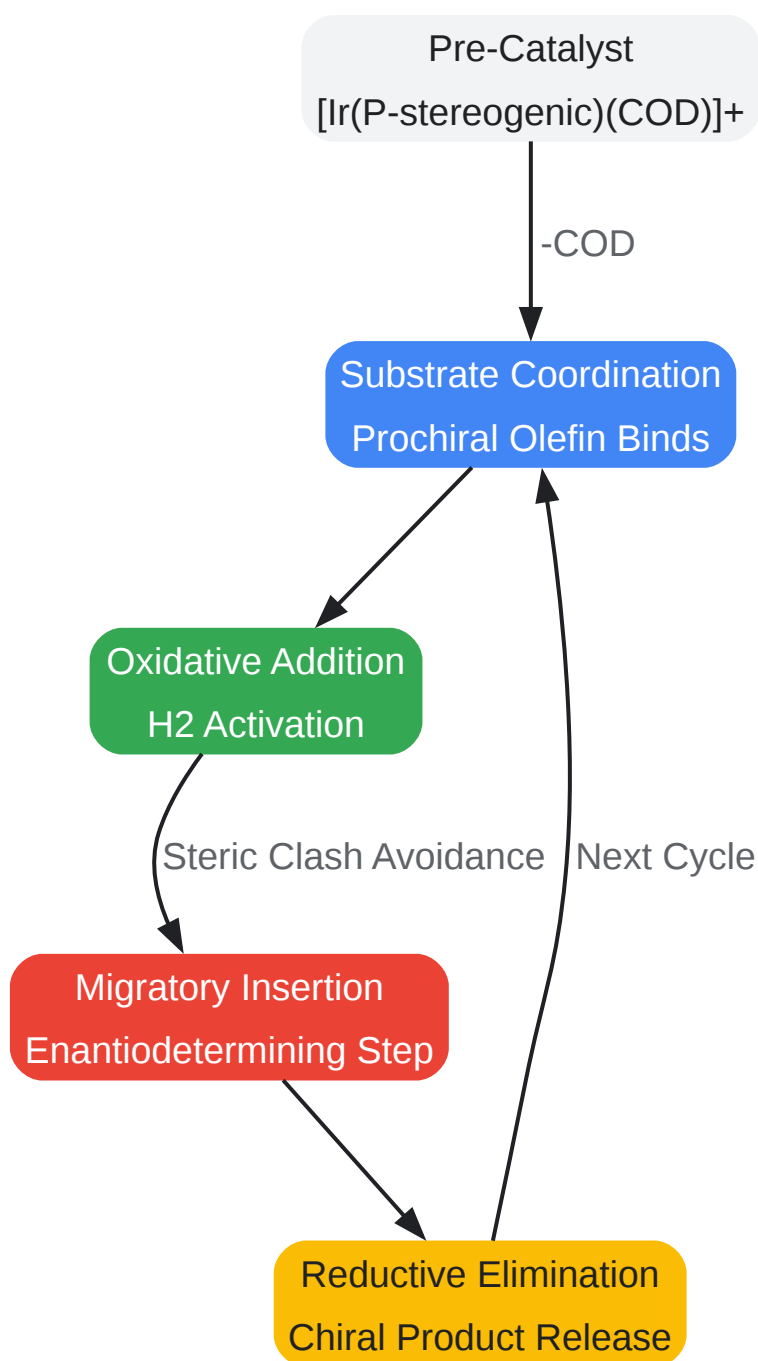 Pre-Catalyst
[Ir(P-stereogenic)(COD)]+
-COD
Substrate Coordination
Prochiral Olefin Binds
Oxidative Addition
H2 Activation
Steric Clash Avoidance
Next Cycle
Migratory Insertion
Enantiodetermining Step
Reductive Elimination
Chiral Product Release